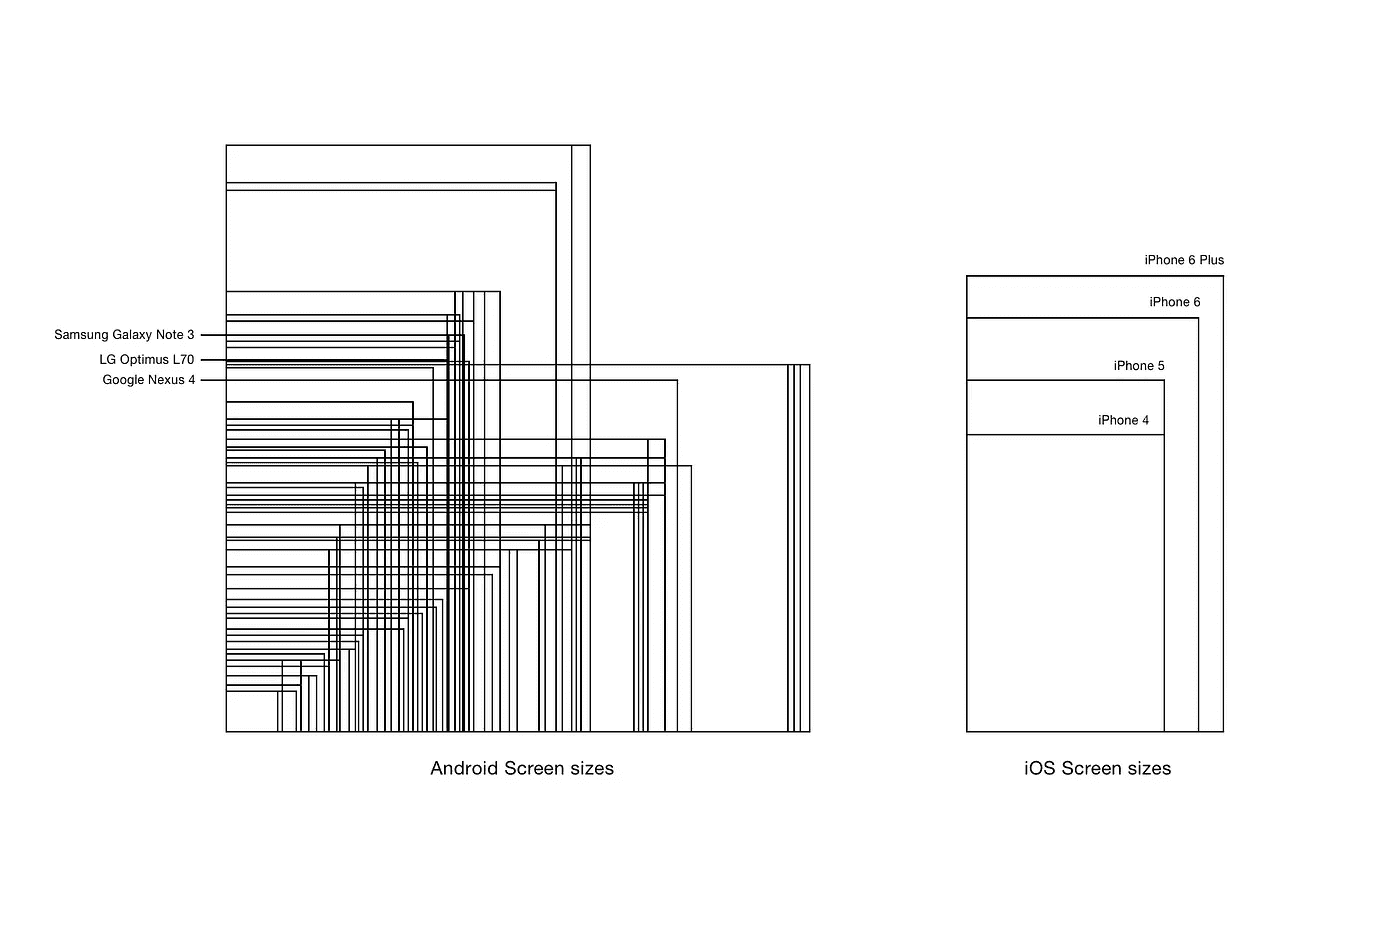 Samsung Galaxy Note 3
LG Optimus L70
Google Nexus 4
Android Screen sizes
iPhone 6 Plus
iPhone 6
iPhone 5
iPhone 4
iOS Screen sizes